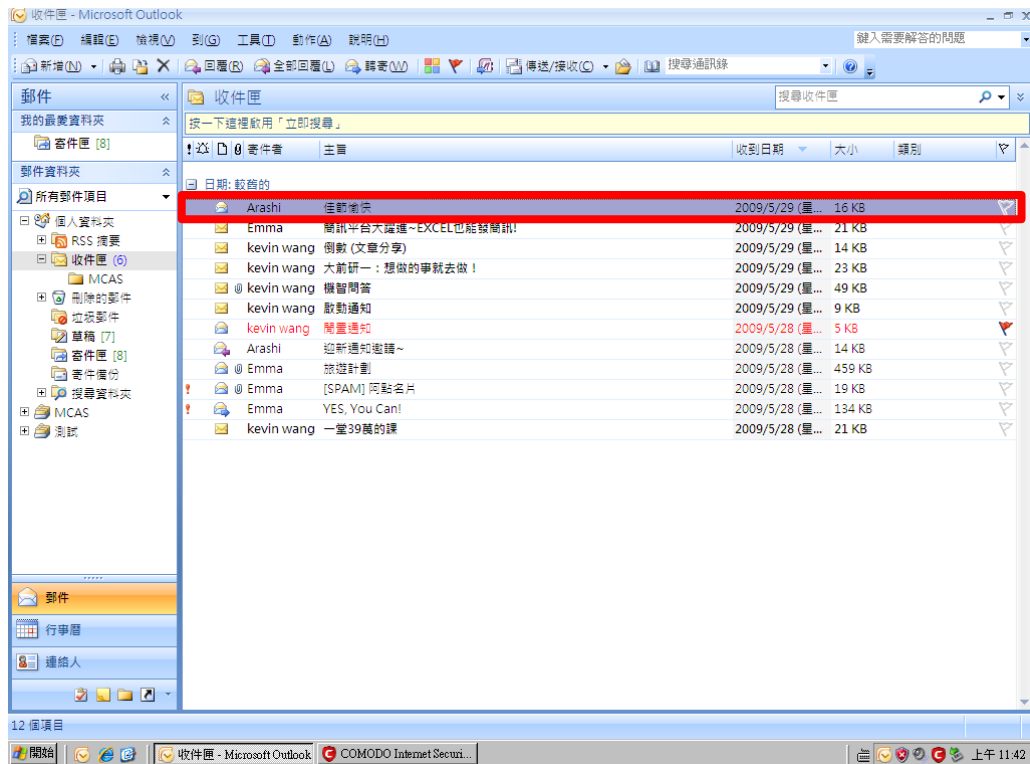 收件匣 - Microsoft Outlook
檔案(F) 編輯(E) 檢視(V) 到(G) 工具(T) 動作(A) 說明(H) 鍵入需要解答的問題
新增(N) 回覆(R) 全部回覆(L) 轉寄(W) 傳送/接收(C) 搜尋通訊錄
郵件 «
收件匣 搜尋收件匣
我的最愛資料夾
按一下這裡啟用「立即搜尋」
寄件匣 [8]
寄件者 主旨 收到日期 大小 類別
郵件資料夾
所有郵件項目
個人資料夾
RSS 摘要
收件匣 (6)
MCAS
刪除的郵件
垃圾郵件
草稿 [7]
寄件匣 [8]
寄件備份
搜尋資料夾
MCAS
測試
日期: 較舊的
Arashi 佳節愉快 2009/5/29 (星... 16 KB
Emma 簡訊平台大躍進~EXCEL也能發簡訊! 2009/5/29 (星... 21 KB
kevin wang 倒數 (文章分享) 2009/5/29 (星... 14 KB
kevin wang 大前研一：想做的事就去做！ 2009/5/29 (星... 23 KB
kevin wang 機智問答 2009/5/29 (星... 49 KB
kevin wang 啟動通知 2009/5/29 (星... 9 KB
kevin wang 閒置通知 2009/5/28 (星... 5 KB
Arashi 迎新通知邀請~ 2009/5/28 (星... 14 KB
Emma 旅遊計劃 2009/5/28 (星... 459 KB
Emma [SPAM] 阿點名片 2009/5/28 (星... 19 KB
Emma YES, You Can! 2009/5/28 (星... 134 KB
kevin wang 一堂39萬的課 2009/5/28 (星... 21 KB
郵件
行事曆
連絡人
12 個項目
開始 收件匣 - Microsoft Outlook COMODO Internet Securi... 上午 11:42